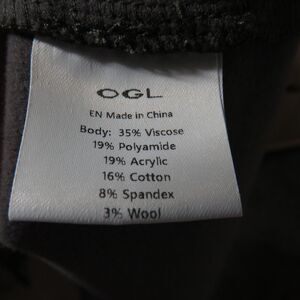 OGL
EN Made in China
Body: 35% Viscose
19% Polyamide
19% Acrylic
16% Cotton
8% Spandex
3% Wool